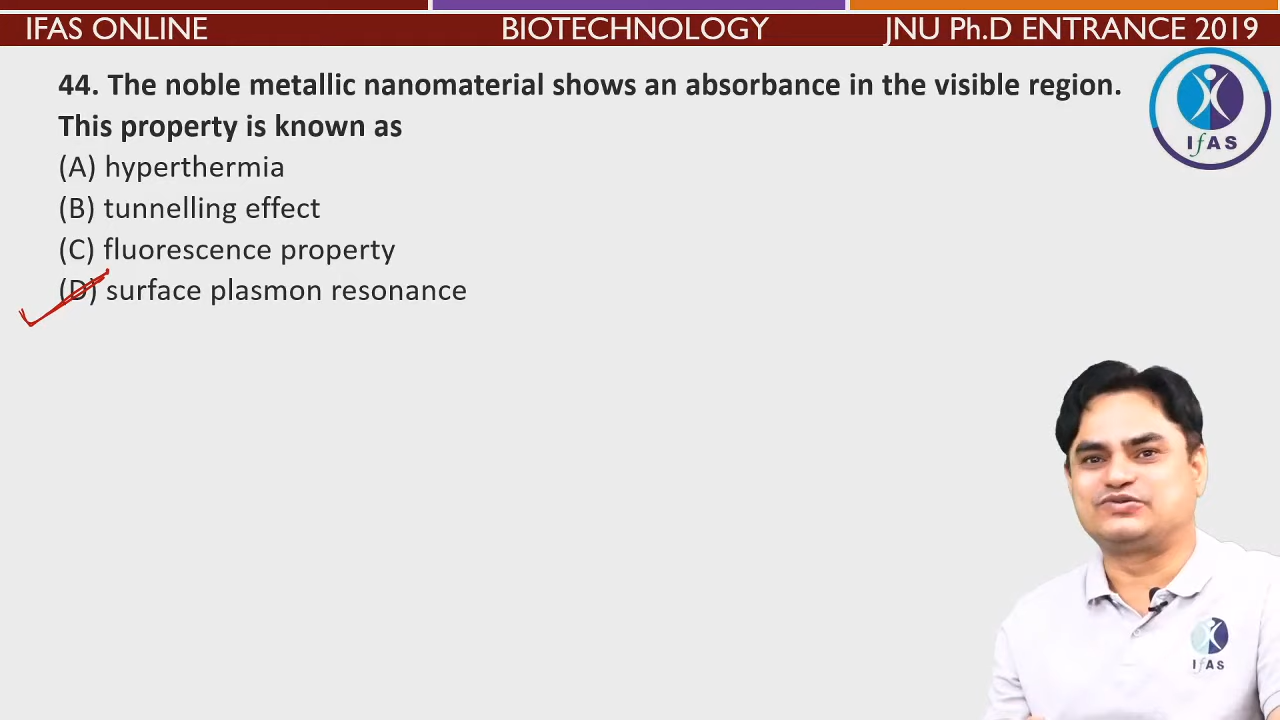 IFAS ONLINE BIOTECHNOLOGY JNU Ph.D ENTRANCE 2019
44. The noble metallic nanomaterial shows an absorbance in the visible region.
This property is known as
(A) hyperthermia
(B) tunnelling effect
(C) fluorescence property
(D) surface plasmon resonance
IfAS
IfAS